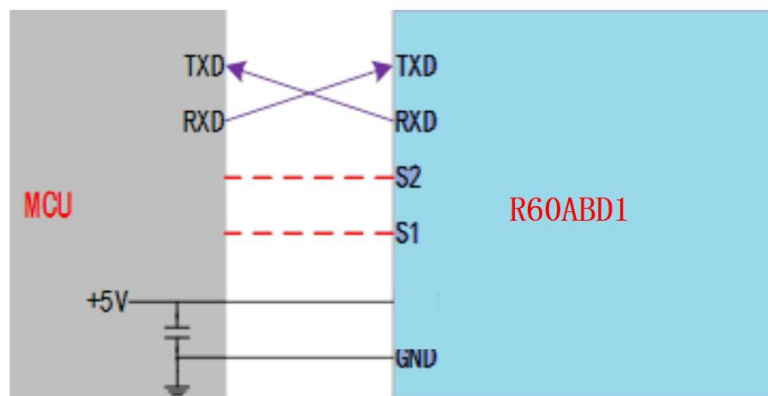 TXD TXD
RXD RXD
S2
MCU R60ABD1
S1
+5V
GND